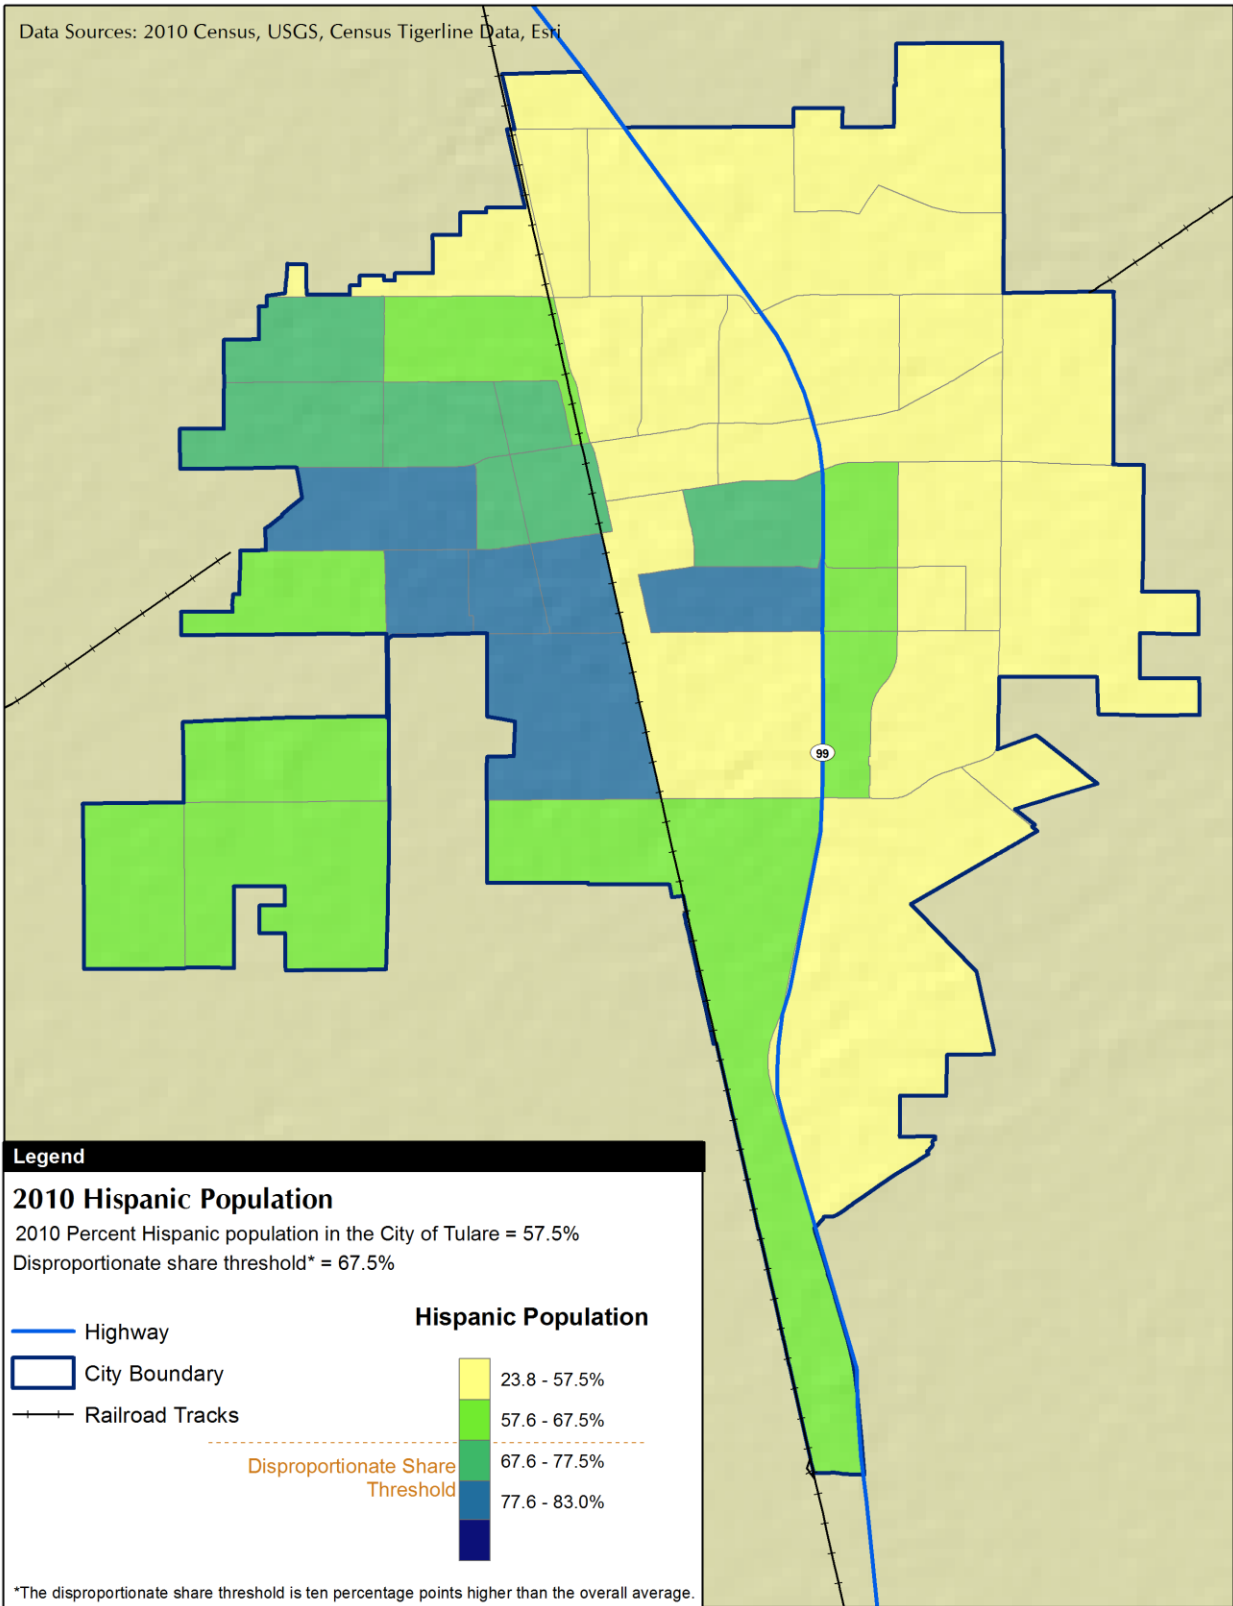 Data Sources: 2010 Census, USGS, Census Tigerline Data, Esri
99
Legend
2010 Hispanic Population
2010 Percent Hispanic population in the City of Tulare = 57.5%
Disproportionate share threshold* = 67.5%
Highway
City Boundary
Railroad Tracks
Hispanic Population
23.8 - 57.5%
57.6 - 67.5%
Disproportionate Share
Threshold
67.6 - 77.5%
77.6 - 83.0%
*The disproportionate share threshold is ten percentage points higher than the overall average.